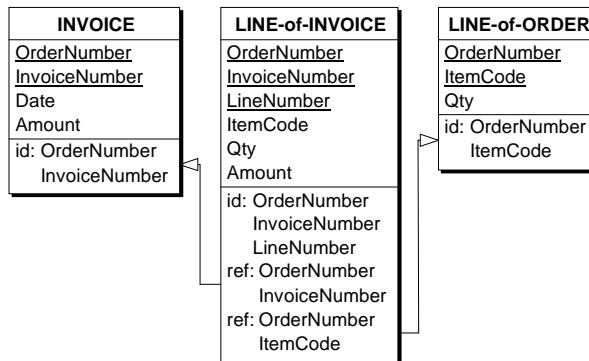 INVOICE
OrderNumber
InvoiceNumber
Date
Amount
id: OrderNumber
InvoiceNumber
LINE-of-INVOICE
OrderNumber
InvoiceNumber
LineNumber
ItemCode
Qty
Amount
id: OrderNumber
InvoiceNumber
LineNumber
ref: OrderNumber
InvoiceNumber
ref: OrderNumber
ItemCode
LINE-of-ORDER
OrderNumber
ItemCode
Qty
id: OrderNumber
ItemCode